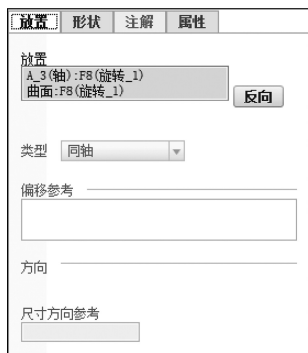 放置 形状 注解 属性
放置
A_3(轴):F8(旋转_1)
曲面:F8(旋转_1)
反向
类型 同轴
偏移参考
方向
尺寸方向参考